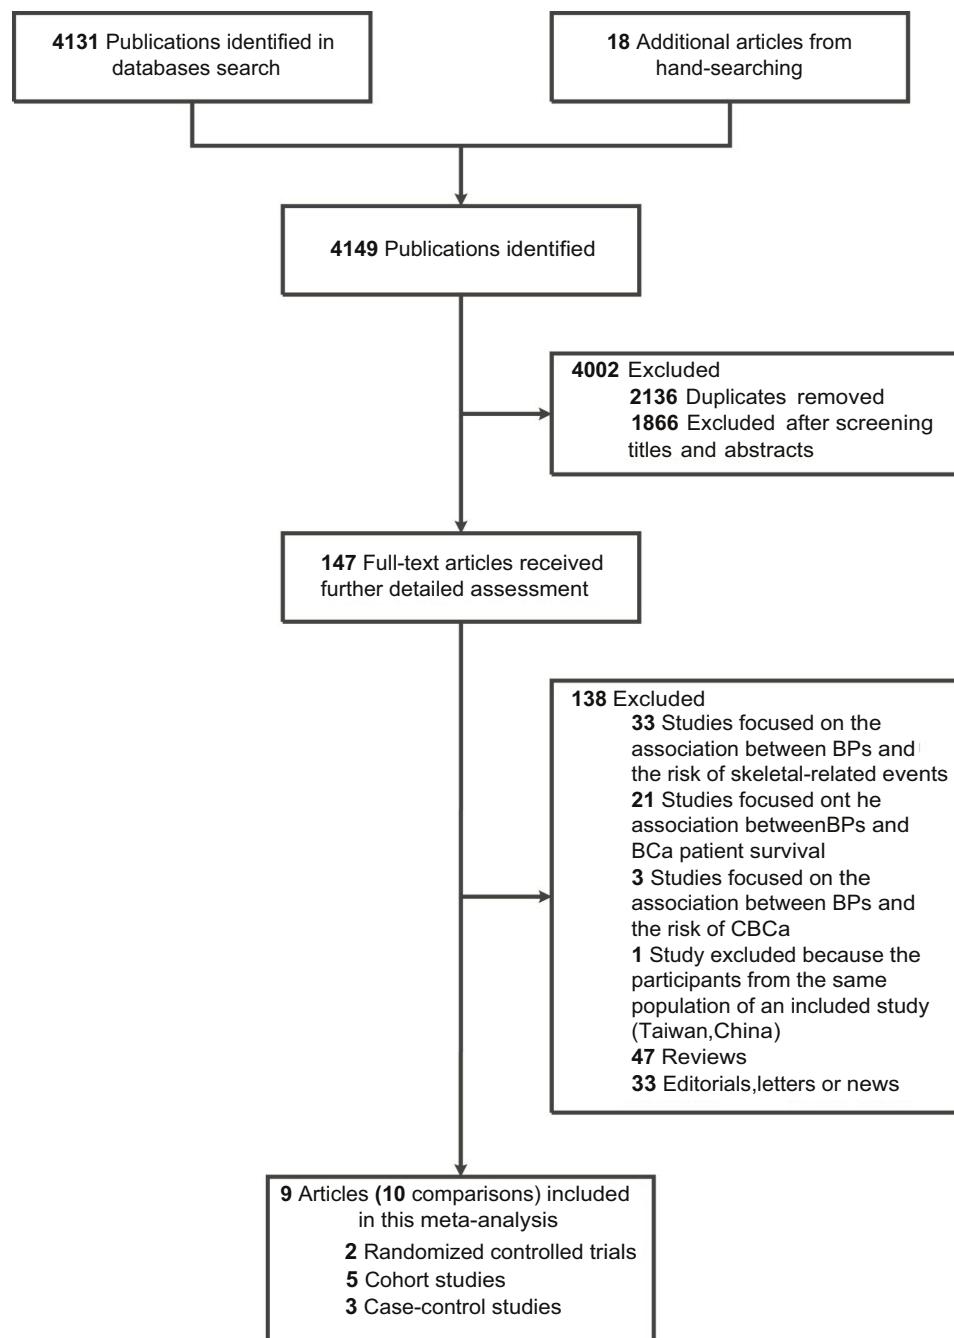 4131 Publications identified in
databases search
18 Additional articles from
hand-searching
4149 Publications identified
4002 Excluded
2136 Duplicates removed
1866 Excluded after screening
titles and abstracts
147 Full-text articles received
further detailed assessment
138 Excluded
33 Studies focused on the
association between BPs and
the risk of skeletal-related events
21 Studies focused ont he
association betweenBPs and
BCa patient survival
3 Studies focused on the
association between BPs and
the risk of CBCa
1 Study excluded because the
participants from the same
population of an included study
(Taiwan,China)
47 Reviews
33 Editorials,letters or news
9 Articles (10 comparisons) included
in this meta-analysis
2 Randomized controlled trials
5 Cohort studies
3 Case-control studies